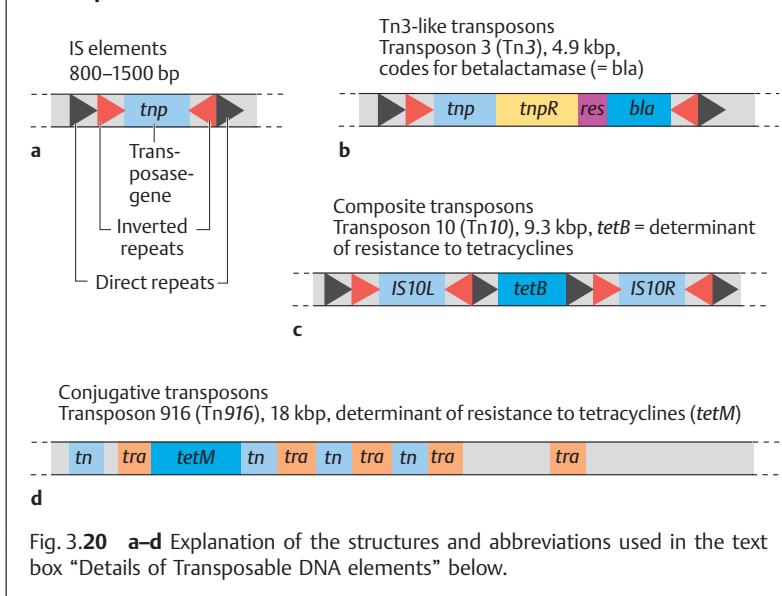 IS elements
800–1500 bp
tnp
Trans-
posase-
gene
Inverted
repeats
Direct repeats
a
Tn3-like transposons
Transposon 3 (Tn3), 4.9 kbp,
codes for betalactamase (= bla)
tnp tnpR res bla
b
Composite transposons
Transposon 10 (Tn10), 9.3 kbp, tetB = determinant
of resistance to tetracyclines
IS10L tetB IS10R
c
Conjugative transposons
Transposon 916 (Tn916), 18 kbp, determinant of resistance to tetracyclines (tetM)
tn tra tetM tn tra tn tra tn tra tra
d
Fig. 3.20 a–d Explanation of the structures and abbreviations used in the text
box “Details of Transposable DNA elements” below.